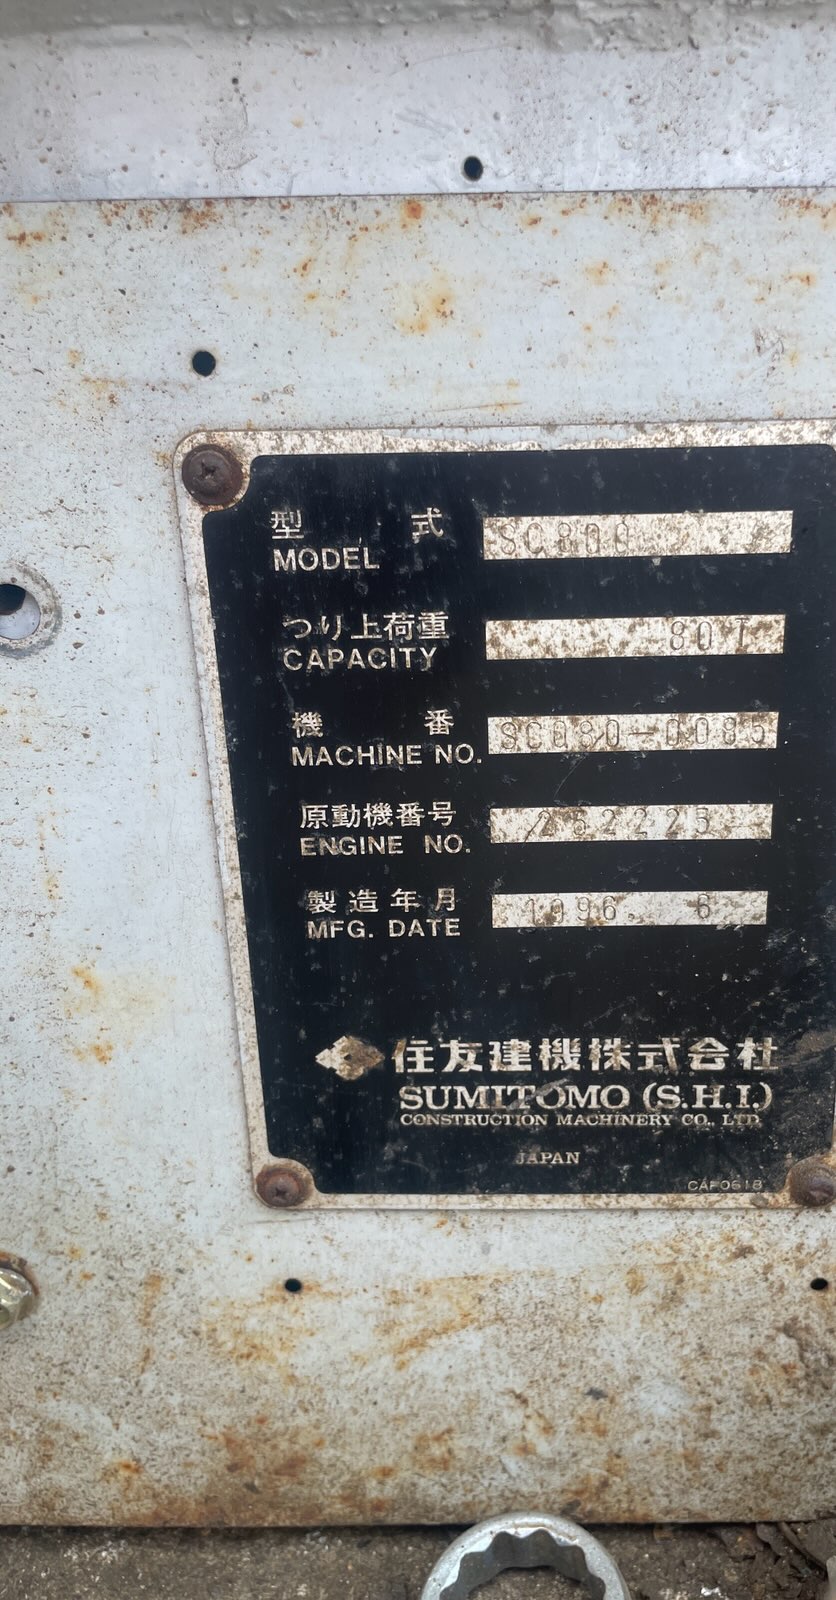 型 式 SC800
MODEL
つり上荷重 80T
CAPACITY
機 番 SC080-0085
MACHINE NO.
原動機番号 262225
ENGINE NO.
製造年月 1996. 6
MFG. DATE
住友建機株式会社
SUMITOMO (S.H.I.)
CONSTRUCTION MACHINERY CO., LTD.
JAPAN
CAP0618